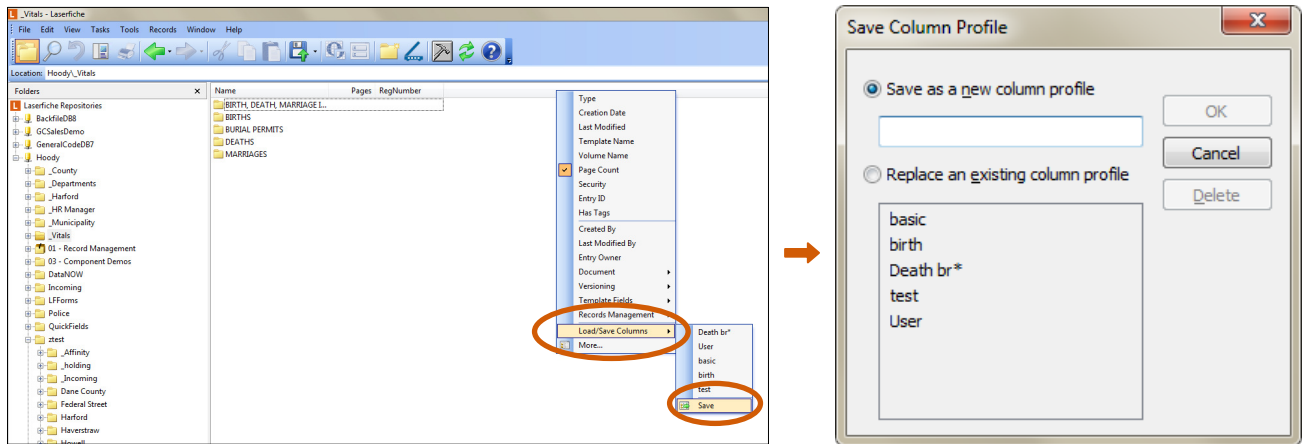 _Vitals - Laserfiche
File Edit View Tasks Tools Records Window Help
Location: Hoody\_Vitals
Folders x
Laserfiche Repositories
BackfileDB8
GCSalesDemo
GeneralCodeDB7
Hoody
_County
_Departments
_Harford
_HR Manager
_Municipality
_Vitals
01 - Record Management
03 - Component Demos
DataNOW
Incoming
LFForms
Police
QuickFields
ztest
_Affinity
_holding
_Incoming
Dane County
Federal Street
Harford
Haverstraw
Howell
Name Pages RegNumber
BIRTH, DEATH, MARRIAGE I...
BIRTHS
BURIAL PERMITS
DEATHS
MARRIAGES
Type
Creation Date
Last Modified
Template Name
Volume Name
Page Count
Security
Entry ID
Has Tags
Created By
Last Modified By
Entry Owner
Document
Versioning
Template Fields
Records Management
Load/Save Columns
More...
Death br*
User
basic
birth
test
Save
Save Column Profile
Save as a new column profile
OK
Cancel
Replace an existing column profile
Delete
basic
birth
Death br*
test
User